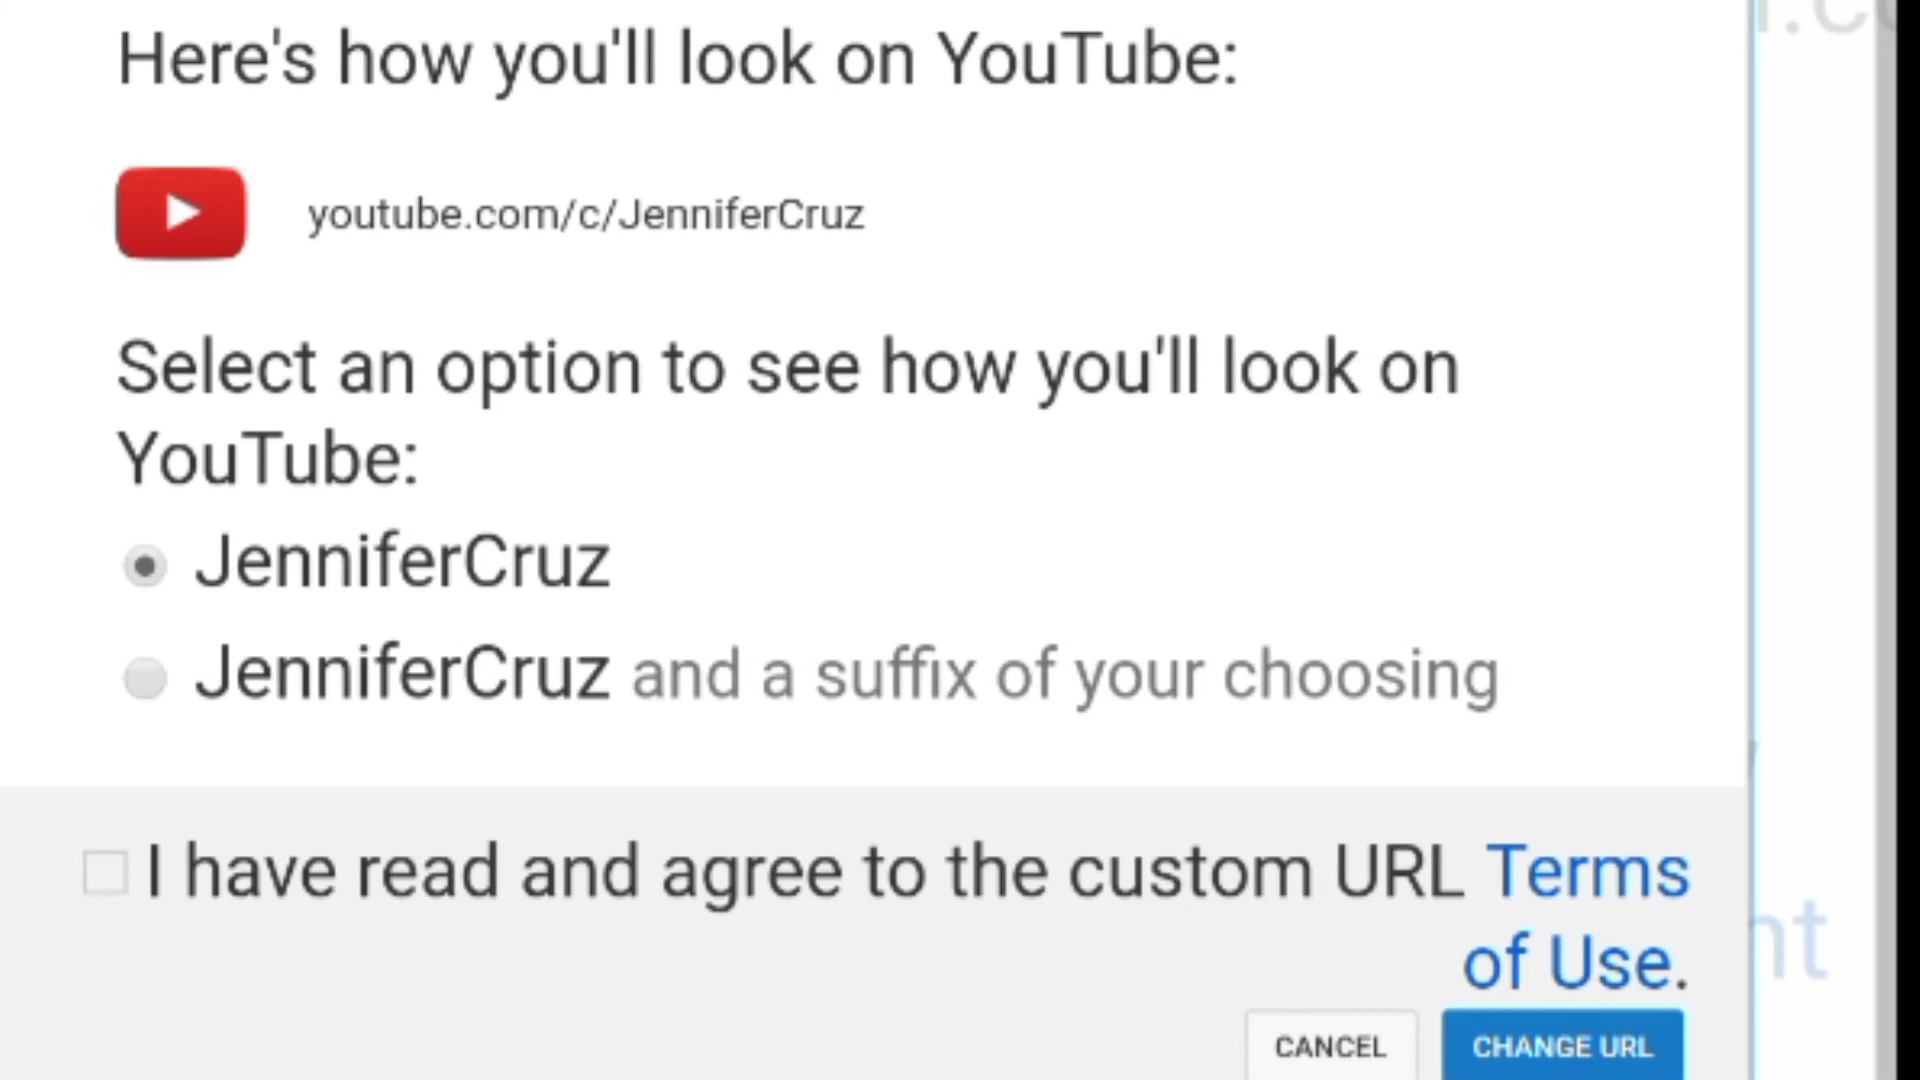 Here's how you'll look on YouTube:
youtube.com/c/JenniferCruz
Select an option to see how you'll look on
YouTube:
JenniferCruz
JenniferCruz and a suffix of your choosing
I have read and agree to the custom URL Terms
of Use.
CANCEL
CHANGE URL